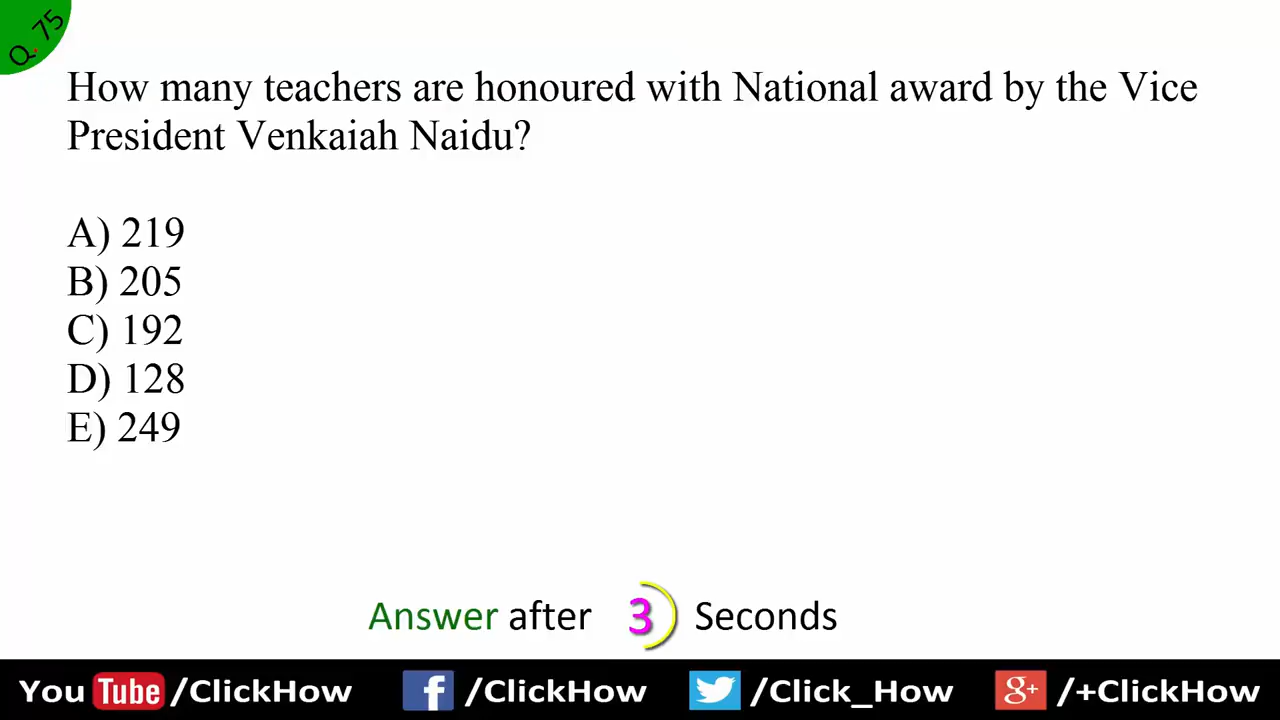 Q. 75
How many teachers are honoured with National award by the Vice
President Venkaiah Naidu?
A) 219
B) 205
C) 192
D) 128
E) 249
Answer after 3 Seconds
You Tube /ClickHow f /ClickHow /Click_How g+ /+ClickHow